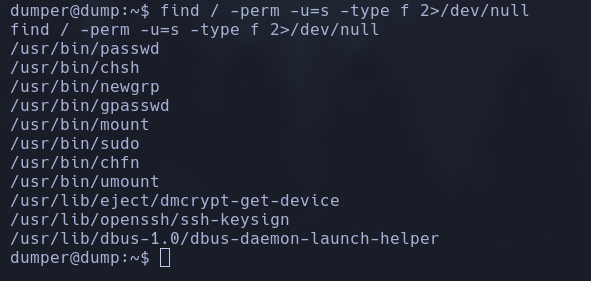 dumper@dump:~$ find / -perm -u=s -type f 2>/dev/null
find / -perm -u=s -type f 2>/dev/null
/usr/bin/passwd
/usr/bin/chsh
/usr/bin/newgrp
/usr/bin/gpasswd
/usr/bin/mount
/usr/bin/sudo
/usr/bin/chfn
/usr/bin/umount
/usr/lib/eject/dmcrypt-get-device
/usr/lib/openssh/ssh-keysign
/usr/lib/dbus-1.0/dbus-daemon-launch-helper
dumper@dump:~$